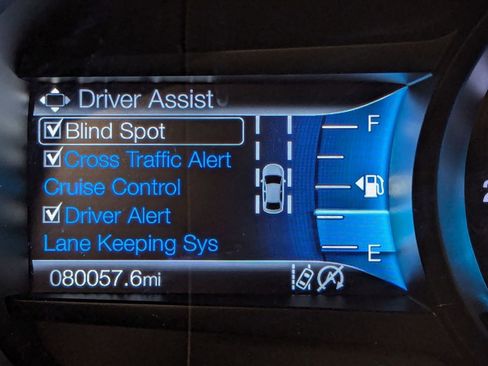 Driver Assist
Blind Spot
Cross Traffic Alert
Cruise Control
Driver Alert
Lane Keeping Sys
080057.6mi
F
E